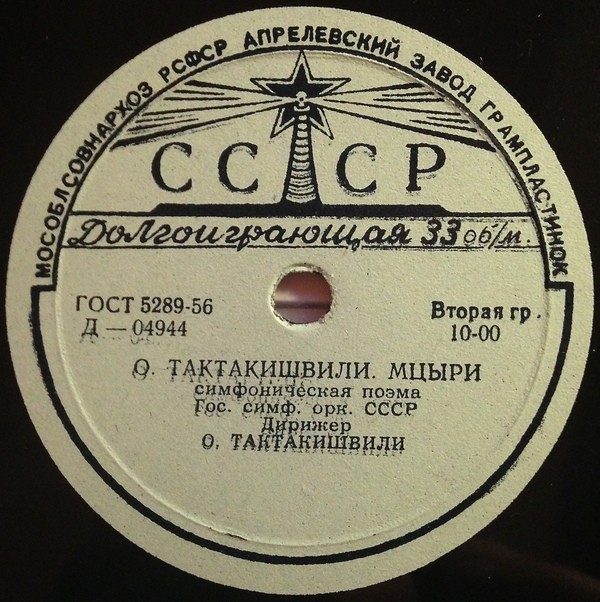 МОСОБЛСОВНАРХОЗ РСФСР АПРЕЛЕВСКИЙ ЗАВОД ГРАМПЛАСТИНОК
СССР
Долгоиграющая 33 об/м.
ГОСТ 5289-56
Д — 04944
Вторая гр.
10-00
О. ТАКТАКИШВИЛИ. МЦЫРИ
симфоническая поэма
Гос. симф. орк. СССР
Дирижер
О. ТАКТАКИШВИЛИ